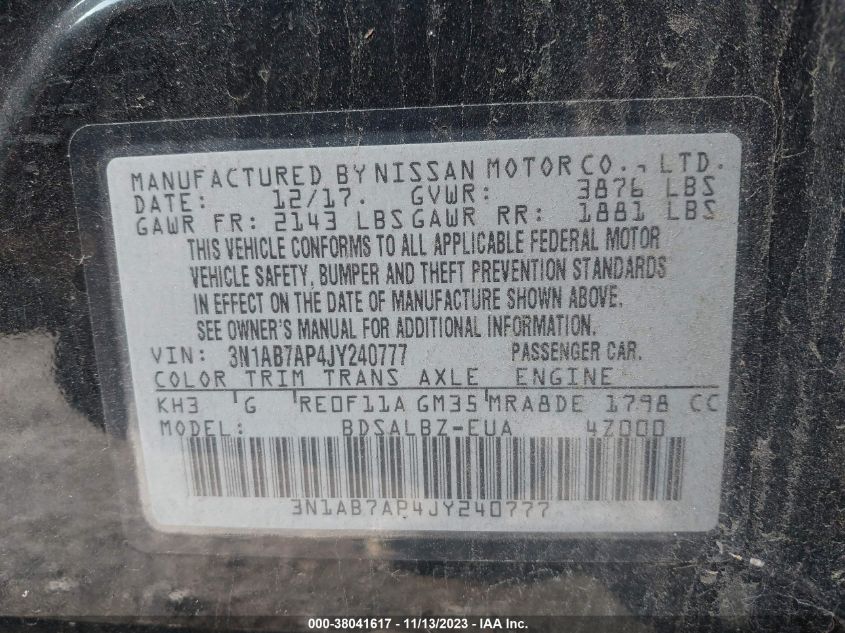 MANUFACTURED BY NISSAN MOTOR CO., LTD.
DATE: 12/17. GVWR: 3876 LBS
GAWR FR: 2143 LBS GAWR RR: 1881 LBS
THIS VEHICLE CONFORMS TO ALL APPLICABLE FEDERAL MOTOR
VEHICLE SAFETY, BUMPER AND THEFT PREVENTION STANDARDS
IN EFFECT ON THE DATE OF MANUFACTURE SHOWN ABOVE.
SEE OWNER'S MANUAL FOR ADDITIONAL INFORMATION.
VIN: 3N1AB7AP4JY240777 PASSENGER CAR.
COLOR TRIM TRANS AXLE ENGINE
KH3 G RE0F11A GM35 MRA8DE 1798 CC
MODEL: BDSALBZ-EUA 4Z000
3N1AB7AP4JY240777
000-38041617 - 11/13/2023 - IAA, Inc.